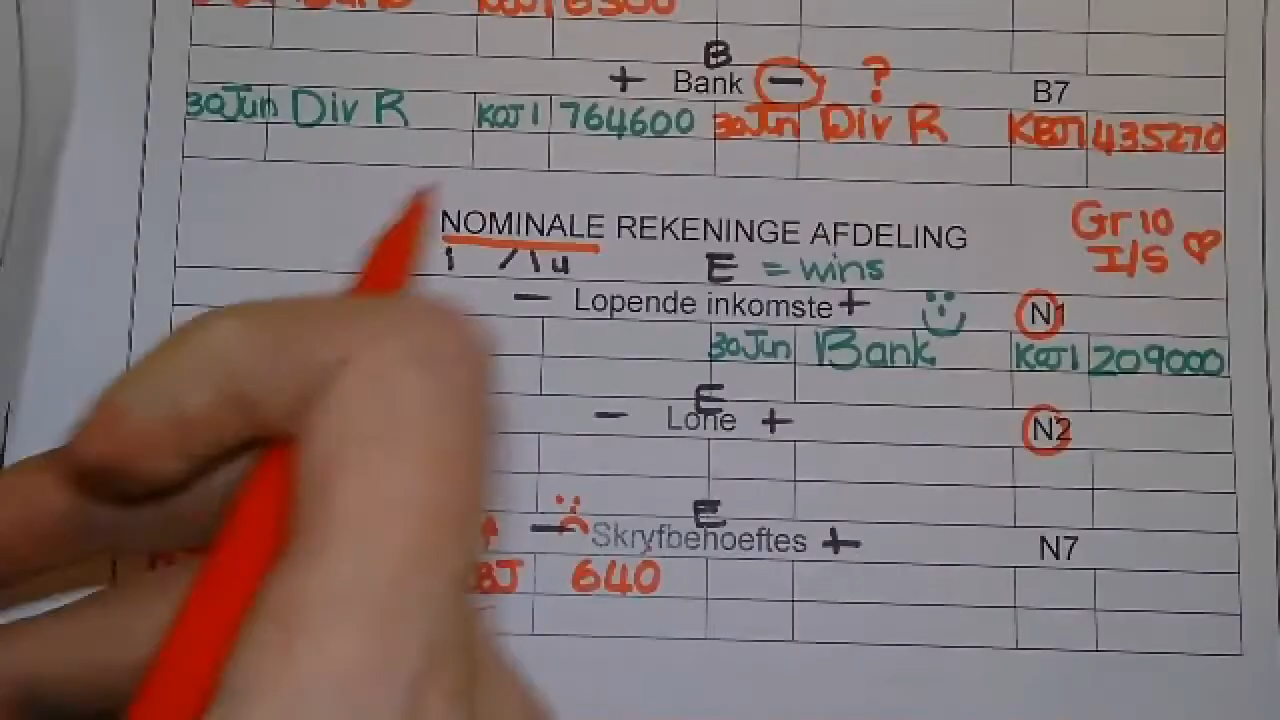 B
+ Bank - ? B7
30Jun Div R KOJ1 764600 30Jun Div R KBJ1 435270
NOMINALE REKENINGE AFDELING
Gr 10
I/S
I / \ U E = wins
- Lopende inkomste + N1
30Jun Bank KOJ1 209000
E
- Lone + N2
E
- Skryfbehoeftes + N7
BJ 640